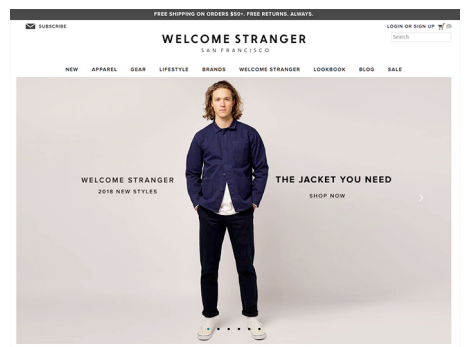 FREE SHIPPING ON ORDERS $50+. FREE RETURNS. ALWAYS.
SUBSCRIBE
LOGIN OR SIGN UP
Search
WELCOME STRANGER
SAN FRANCISCO
NEW APPAREL GEAR LIFESTYLE BRANDS WELCOME STRANGER LOOKBOOK BLOG SALE
WELCOME STRANGER
2018 NEW STYLES
THE JACKET YOU NEED
SHOP NOW